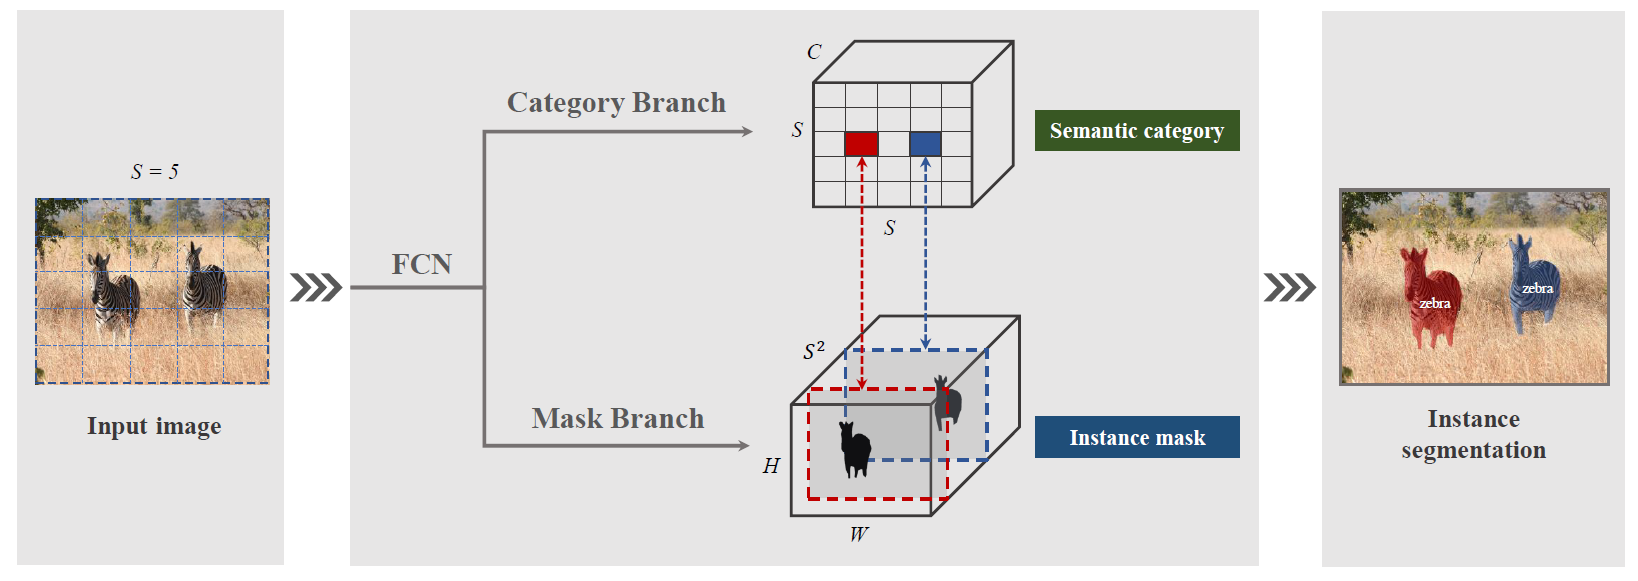 S = 5
Input image
FCN
Category Branch
Mask Branch
C
S
S
S²
H
W
Semantic category
Instance mask
zebra
zebra
Instance
segmentation